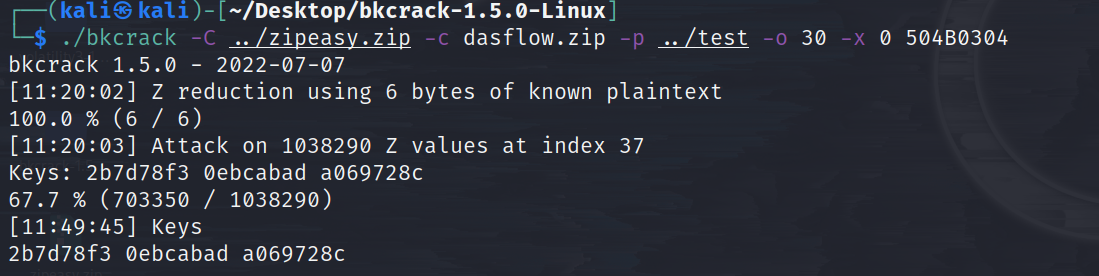 ┌──(kali㉿kali)-[~/Desktop/bkcrack-1.5.0-Linux]
└─$ ./bkcrack -C ../zipeasy.zip -c dasflow.zip -p ../test -o 30 -x 0 504B0304
bkcrack 1.5.0 - 2022-07-07
[11:20:02] Z reduction using 6 bytes of known plaintext
100.0 % (6 / 6)
[11:20:03] Attack on 1038290 Z values at index 37
Keys: 2b7d78f3 0ebcabad a069728c
67.7 % (703350 / 1038290)
[11:49:45] Keys
2b7d78f3 0ebcabad a069728c